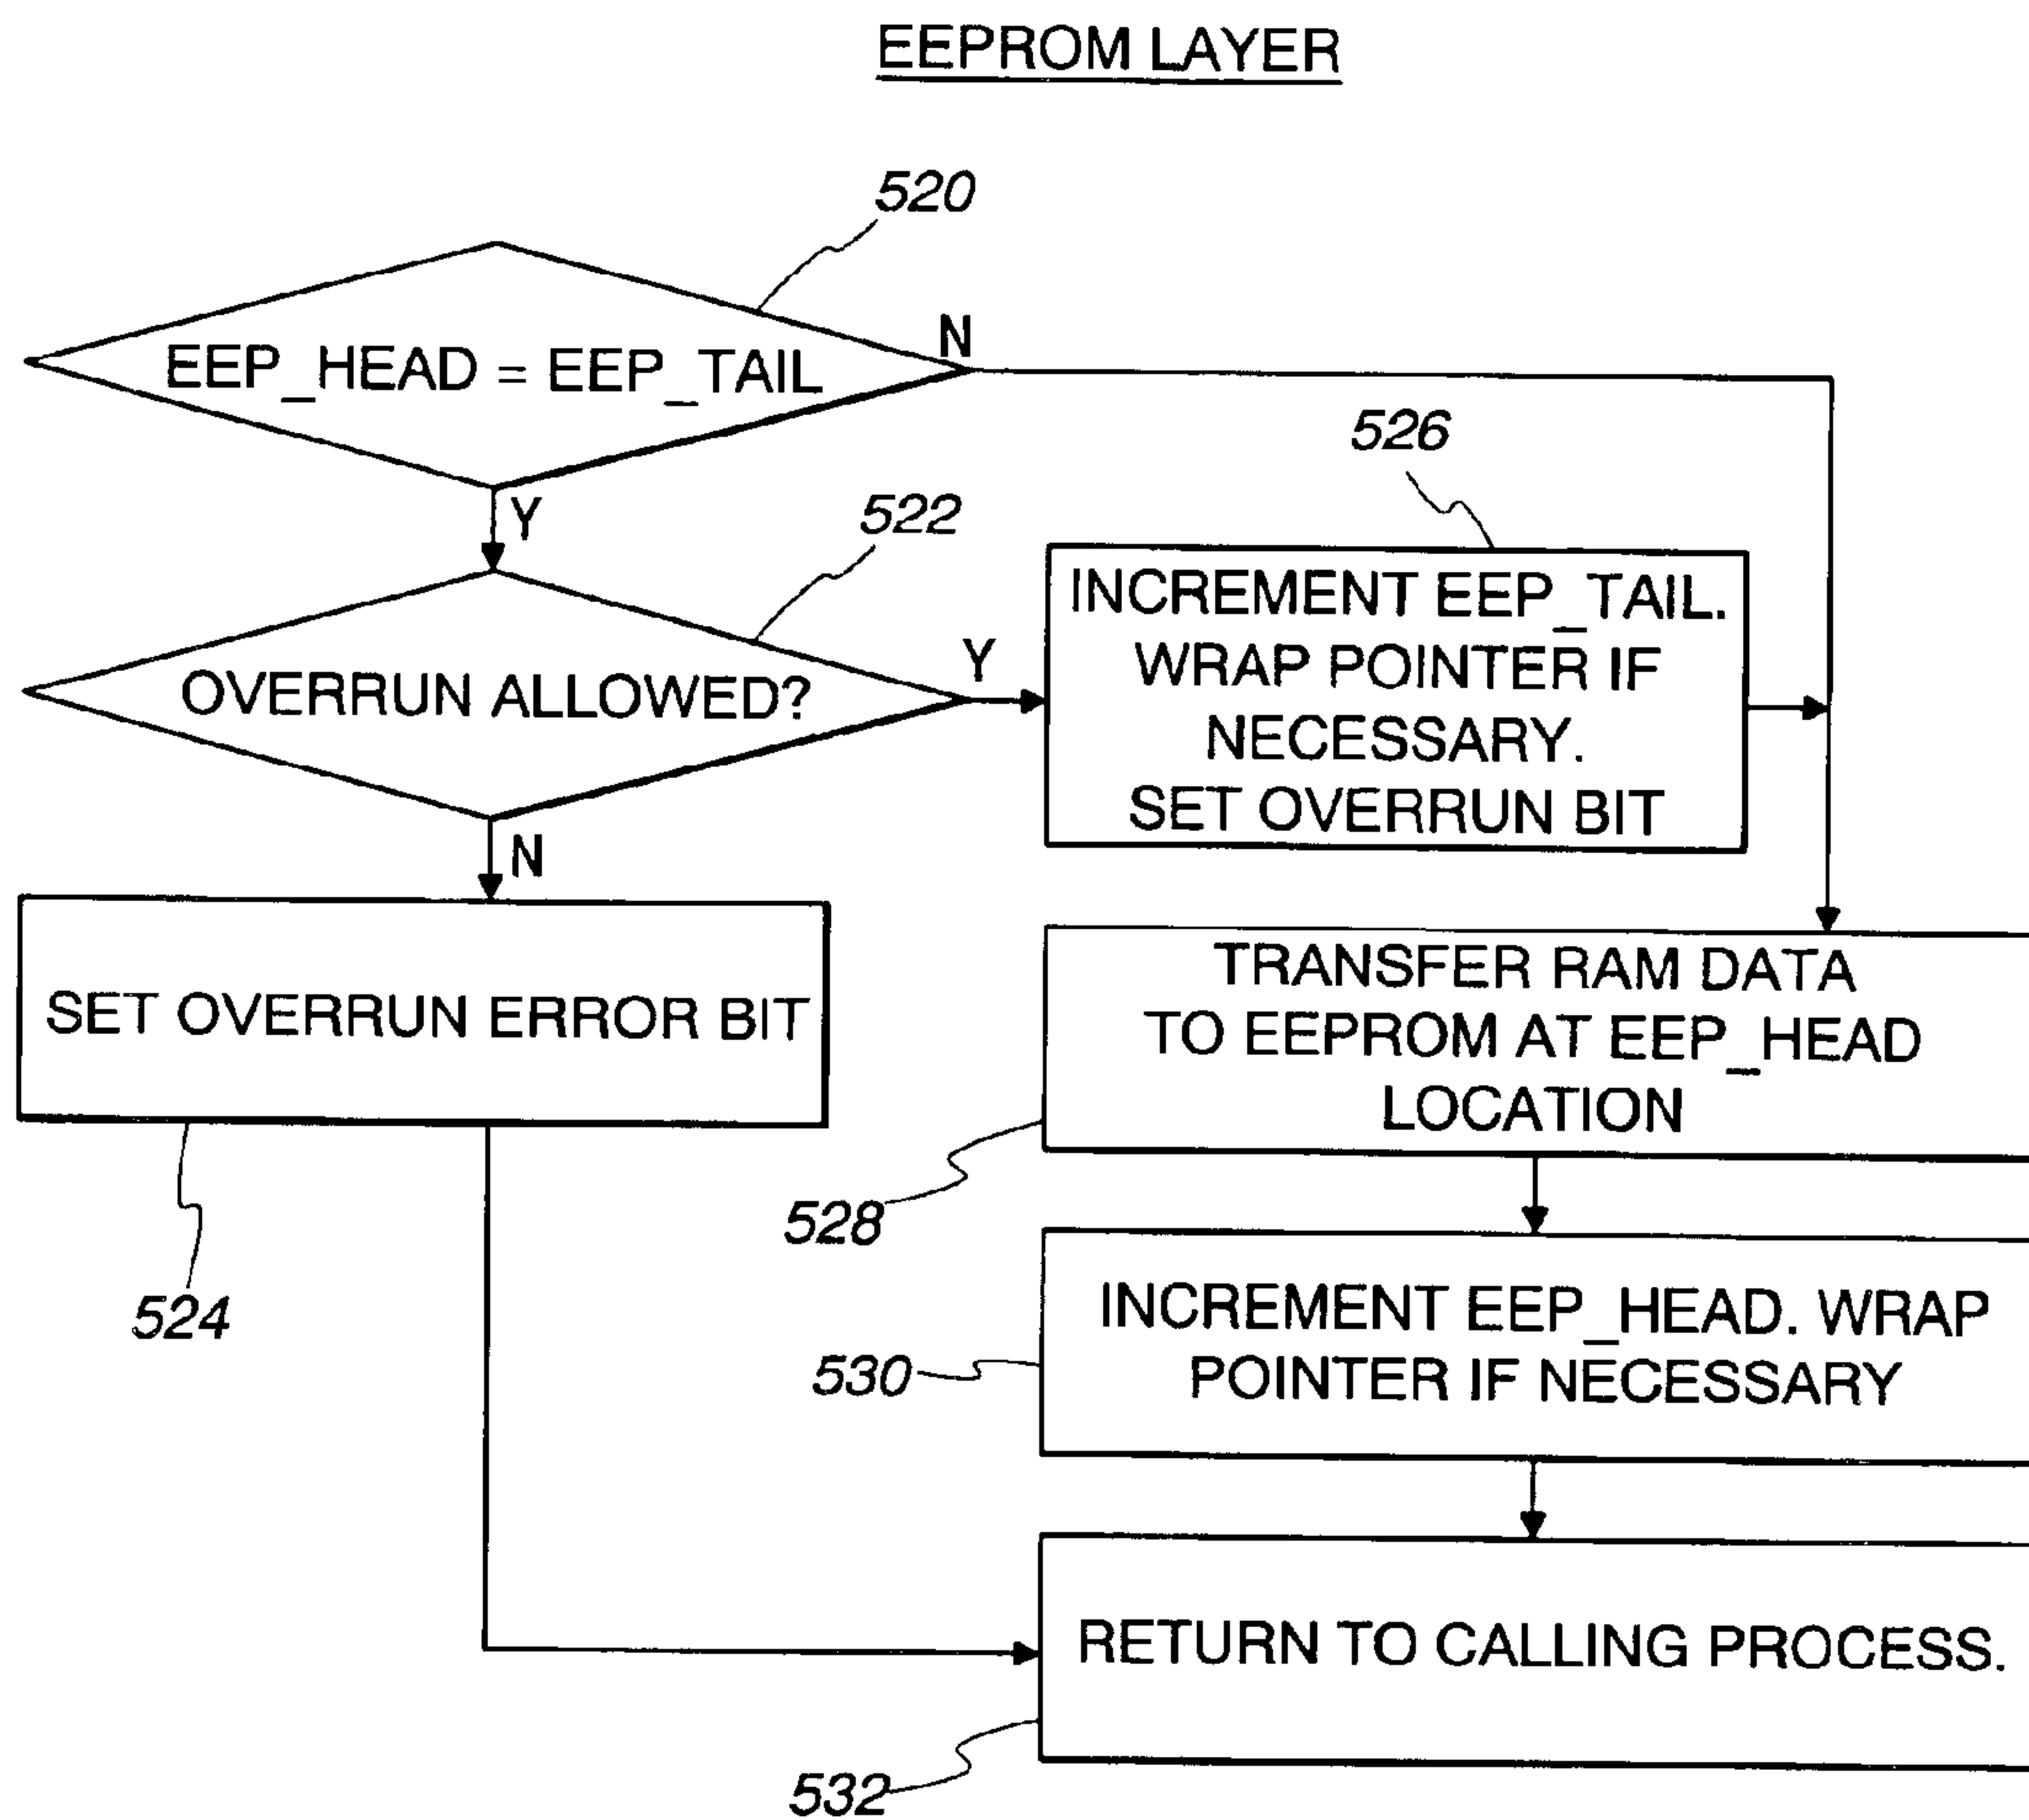 EEPROM LAYER
520
EEP_HEAD = EEP_TAIL
N
Y
526
522
OVERRUN ALLOWED?
Y
N
INCREMENT EEP_TAIL.
WRAP POINTER IF
NECESSARY.
SET OVERRUN BIT
SET OVERRUN ERROR BIT
524
TRANSFER RAM DATA
TO EEPROM AT EEP_HEAD
LOCATION
528
INCREMENT EEP_HEAD. WRAP
POINTER IF NECESSARY
530
RETURN TO CALLING PROCESS.
532